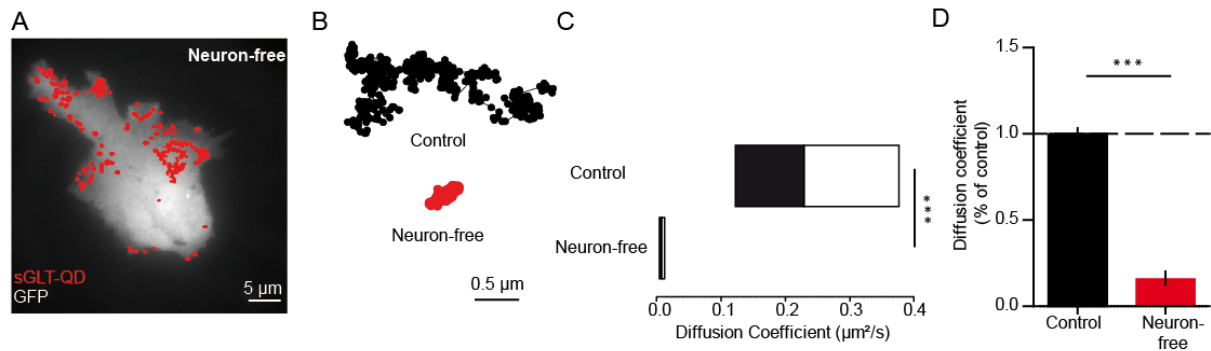 A
Neuron-free
sGLT-QD
GFP
5 µm
B
Control
Neuron-free
0.5 µm
C
Control
Neuron-free
***
0.0
0.1
0.2
0.3
0.4
Diffusion Coefficient (µm²/s)
D
Diffusion coefficient
(% of control)
1.5
1.0
0.5
0.0
***
Control
Neuron-
free